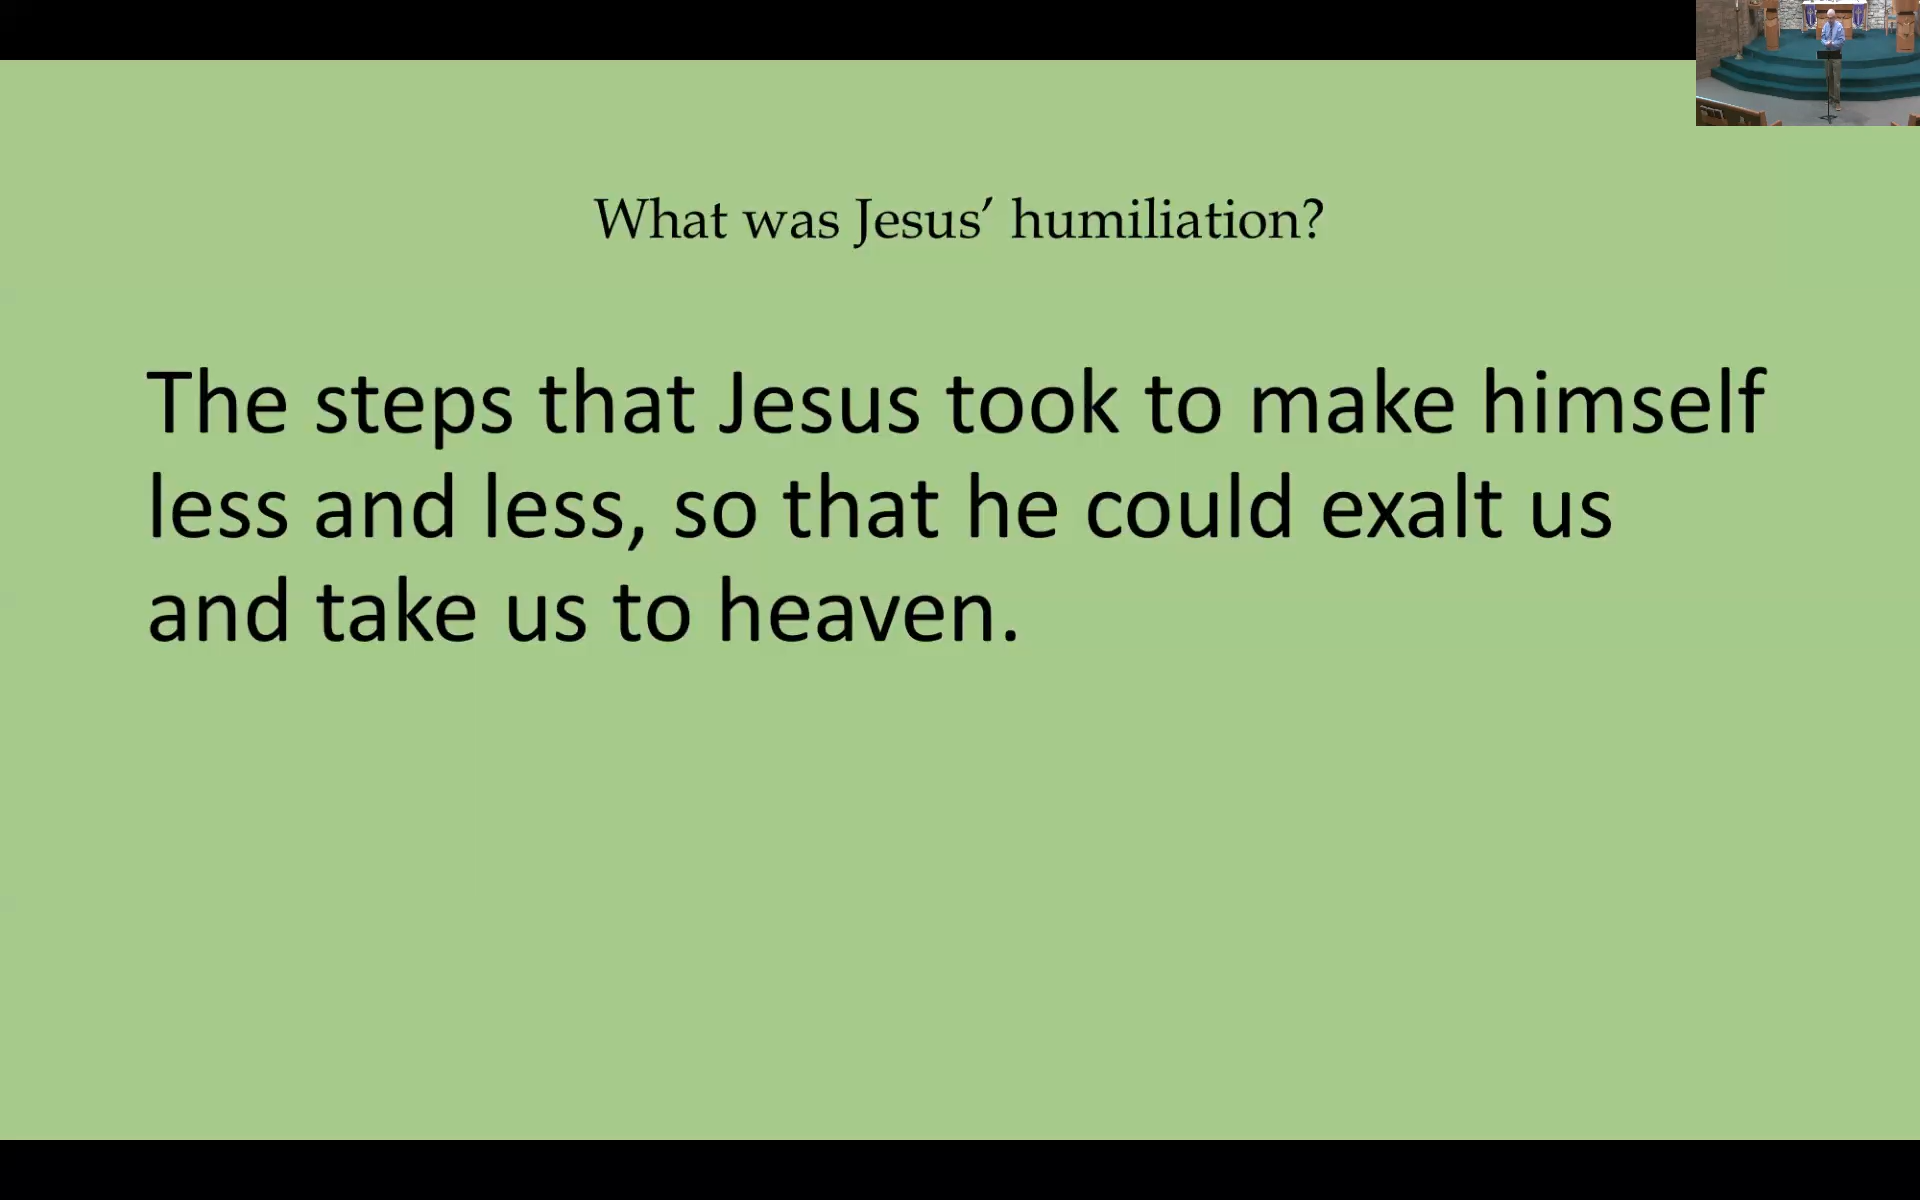 What was Jesus’ humiliation?
The steps that Jesus took to make himself
less and less, so that he could exalt us
and take us to heaven.